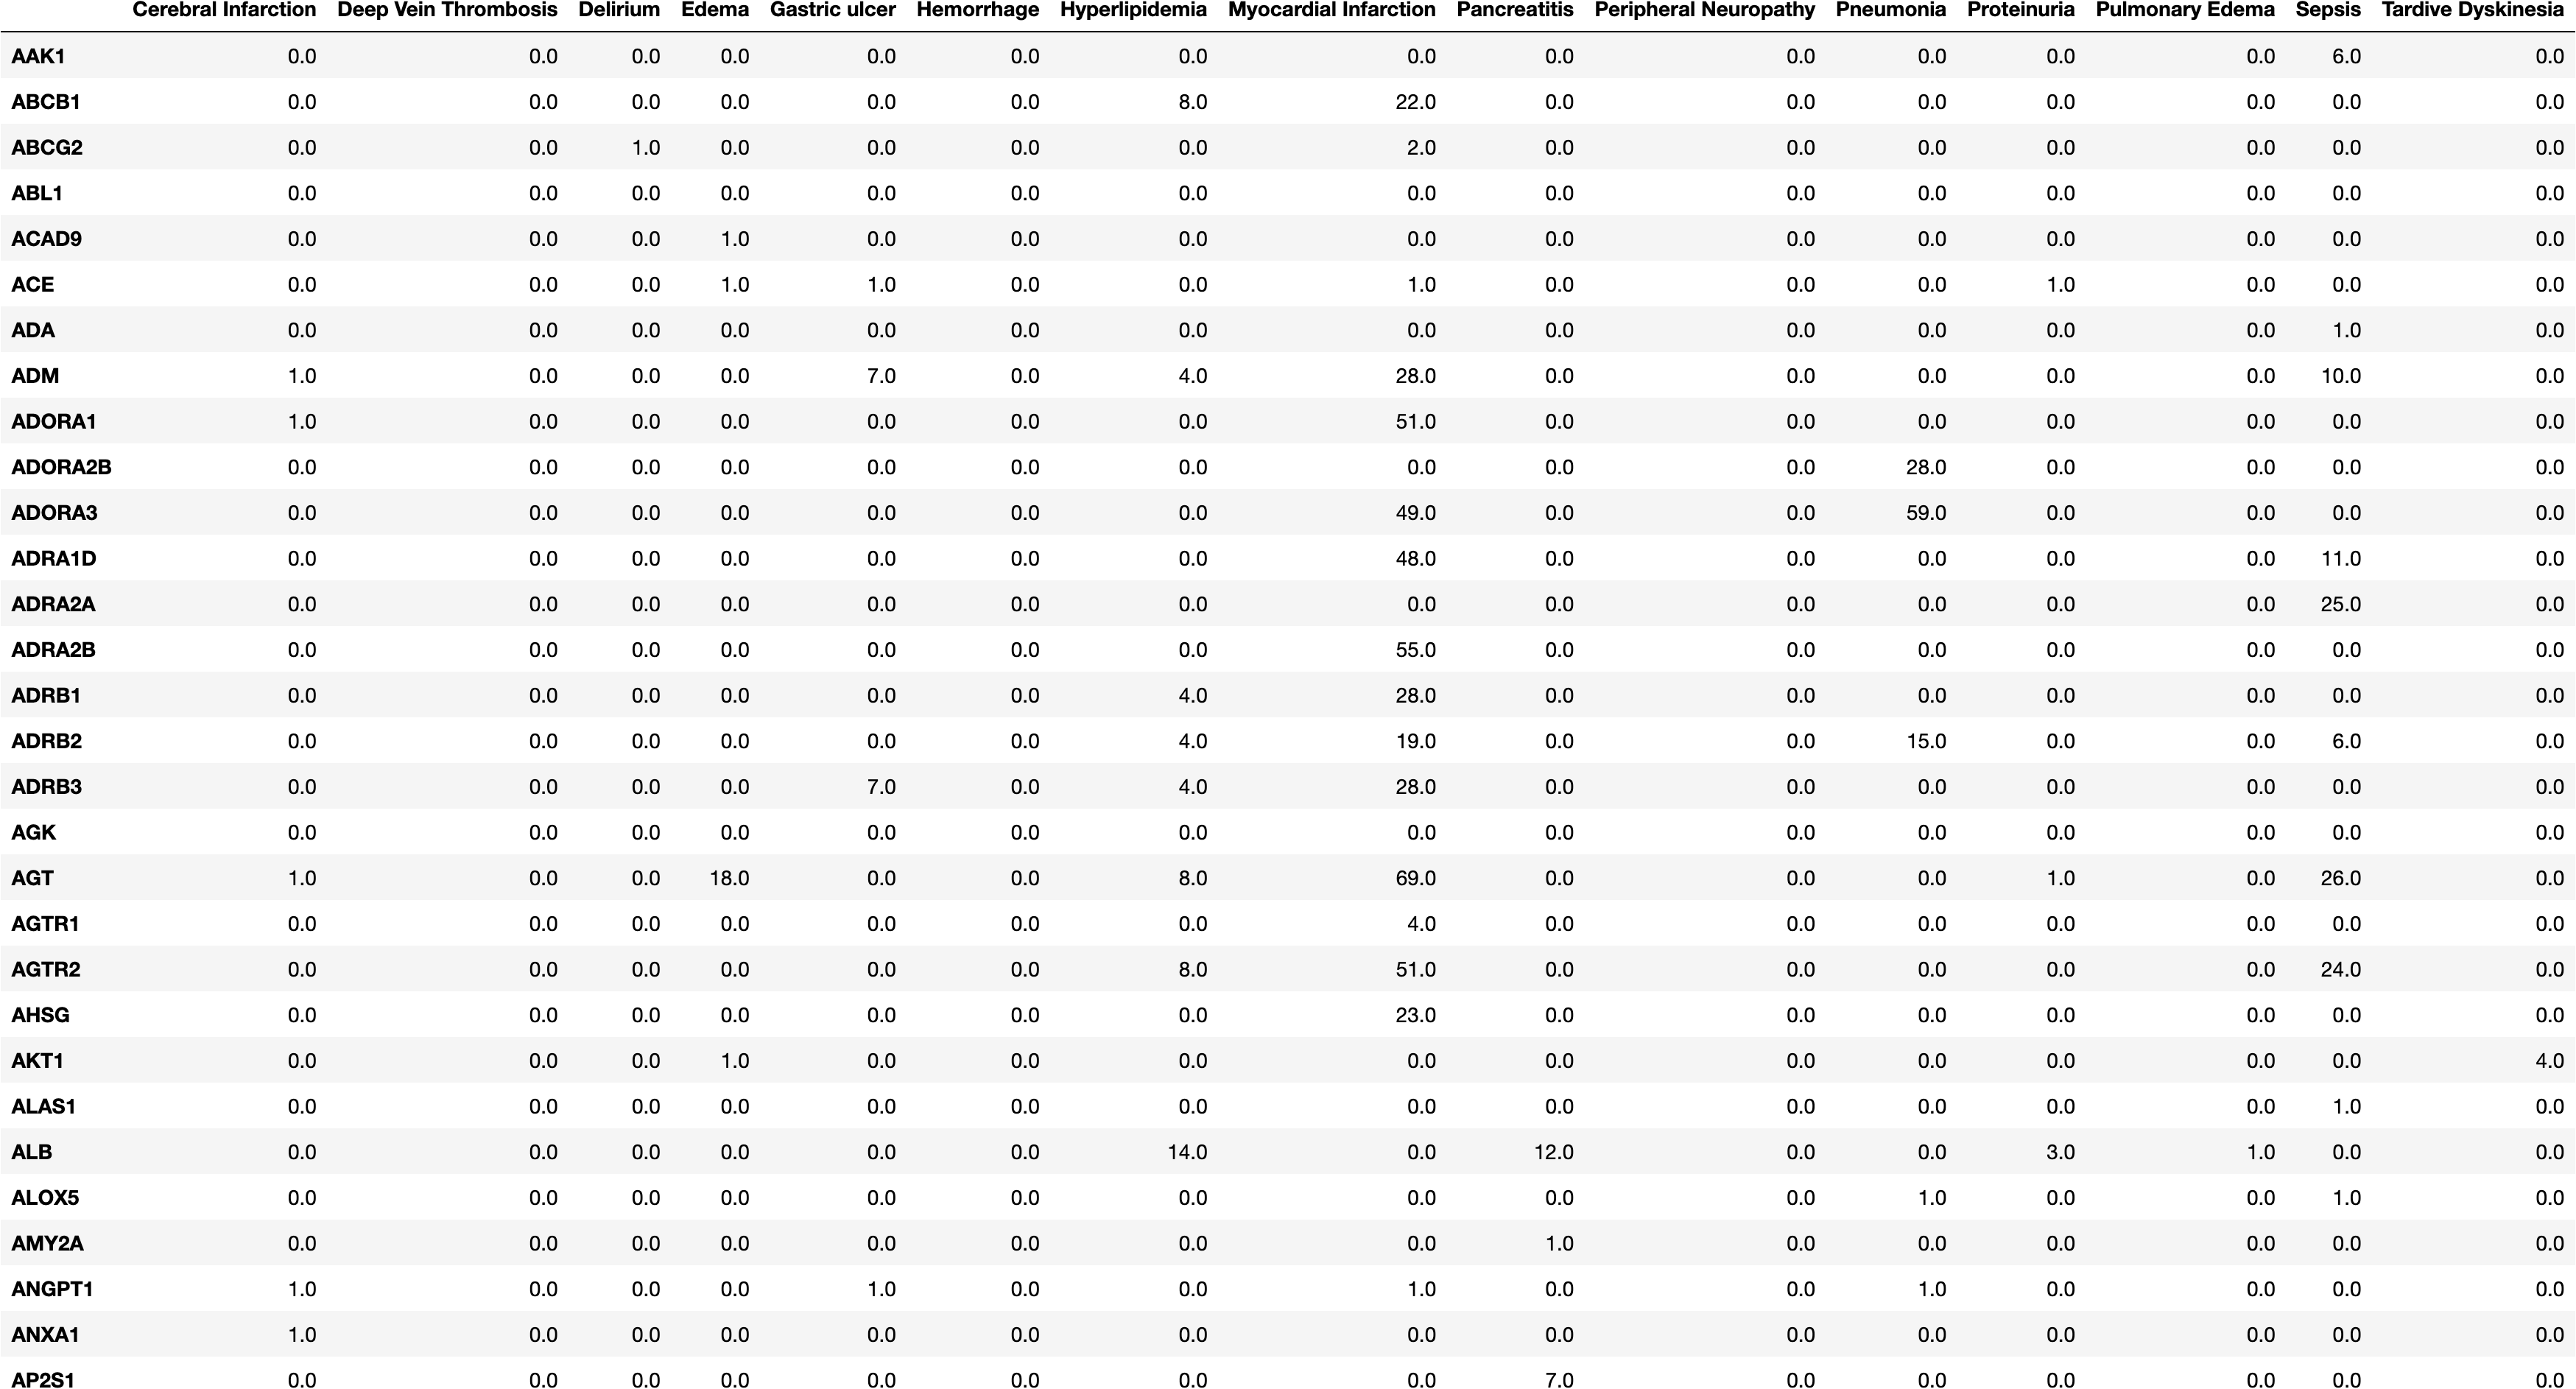 Cerebral Infarction Deep Vein Thrombosis Delirium Edema Gastric ulcer Hemorrhage Hyperlipidemia Myocardial Infarction Pancreatitis Peripheral Neuropathy Pneumonia Proteinuria Pulmonary Edema Sepsis Tardive Dyskinesia
AAK1 0.0 0.0 0.0 0.0 0.0 0.0 0.0 0.0 0.0 0.0 0.0 0.0 0.0 6.0 0.0
ABCB1 0.0 0.0 0.0 0.0 0.0 0.0 8.0 22.0 0.0 0.0 0.0 0.0 0.0 0.0 0.0
ABCG2 0.0 0.0 1.0 0.0 0.0 0.0 0.0 2.0 0.0 0.0 0.0 0.0 0.0 0.0 0.0
ABL1 0.0 0.0 0.0 0.0 0.0 0.0 0.0 0.0 0.0 0.0 0.0 0.0 0.0 0.0 0.0
ACAD9 0.0 0.0 0.0 1.0 0.0 0.0 0.0 0.0 0.0 0.0 0.0 0.0 0.0 0.0 0.0
ACE 0.0 0.0 0.0 1.0 1.0 0.0 0.0 1.0 0.0 0.0 0.0 1.0 0.0 0.0 0.0
ADA 0.0 0.0 0.0 0.0 0.0 0.0 0.0 0.0 0.0 0.0 0.0 0.0 0.0 1.0 0.0
ADM 1.0 0.0 0.0 0.0 7.0 0.0 4.0 28.0 0.0 0.0 0.0 0.0 0.0 10.0 0.0
ADORA1 1.0 0.0 0.0 0.0 0.0 0.0 0.0 51.0 0.0 0.0 0.0 0.0 0.0 0.0 0.0
ADORA2B 0.0 0.0 0.0 0.0 0.0 0.0 0.0 0.0 0.0 0.0 28.0 0.0 0.0 0.0 0.0
ADORA3 0.0 0.0 0.0 0.0 0.0 0.0 0.0 49.0 0.0 0.0 59.0 0.0 0.0 0.0 0.0
ADRA1D 0.0 0.0 0.0 0.0 0.0 0.0 0.0 48.0 0.0 0.0 0.0 0.0 0.0 11.0 0.0
ADRA2A 0.0 0.0 0.0 0.0 0.0 0.0 0.0 0.0 0.0 0.0 0.0 0.0 0.0 25.0 0.0
ADRA2B 0.0 0.0 0.0 0.0 0.0 0.0 0.0 55.0 0.0 0.0 0.0 0.0 0.0 0.0 0.0
ADRB1 0.0 0.0 0.0 0.0 0.0 0.0 4.0 28.0 0.0 0.0 0.0 0.0 0.0 0.0 0.0
ADRB2 0.0 0.0 0.0 0.0 0.0 0.0 4.0 19.0 0.0 0.0 15.0 0.0 0.0 6.0 0.0
ADRB3 0.0 0.0 0.0 0.0 7.0 0.0 4.0 28.0 0.0 0.0 0.0 0.0 0.0 0.0 0.0
AGK 0.0 0.0 0.0 0.0 0.0 0.0 0.0 0.0 0.0 0.0 0.0 0.0 0.0 0.0 0.0
AGT 1.0 0.0 0.0 18.0 0.0 0.0 8.0 69.0 0.0 0.0 0.0 1.0 0.0 26.0 0.0
AGTR1 0.0 0.0 0.0 0.0 0.0 0.0 0.0 4.0 0.0 0.0 0.0 0.0 0.0 0.0 0.0
AGTR2 0.0 0.0 0.0 0.0 0.0 0.0 8.0 51.0 0.0 0.0 0.0 0.0 0.0 24.0 0.0
AHSG 0.0 0.0 0.0 0.0 0.0 0.0 0.0 23.0 0.0 0.0 0.0 0.0 0.0 0.0 0.0
AKT1 0.0 0.0 0.0 1.0 0.0 0.0 0.0 0.0 0.0 0.0 0.0 0.0 0.0 0.0 4.0
ALAS1 0.0 0.0 0.0 0.0 0.0 0.0 0.0 0.0 0.0 0.0 0.0 0.0 0.0 1.0 0.0
ALB 0.0 0.0 0.0 0.0 0.0 0.0 14.0 0.0 12.0 0.0 0.0 3.0 1.0 0.0 0.0
ALOX5 0.0 0.0 0.0 0.0 0.0 0.0 0.0 0.0 0.0 0.0 1.0 0.0 0.0 1.0 0.0
AMY2A 0.0 0.0 0.0 0.0 0.0 0.0 0.0 0.0 1.0 0.0 0.0 0.0 0.0 0.0 0.0
ANGPT1 1.0 0.0 0.0 0.0 1.0 0.0 0.0 1.0 0.0 0.0 1.0 0.0 0.0 0.0 0.0
ANXA1 1.0 0.0 0.0 0.0 0.0 0.0 0.0 0.0 0.0 0.0 0.0 0.0 0.0 0.0 0.0
AP2S1 0.0 0.0 0.0 0.0 0.0 0.0 0.0 0.0 7.0 0.0 0.0 0.0 0.0 0.0 0.0